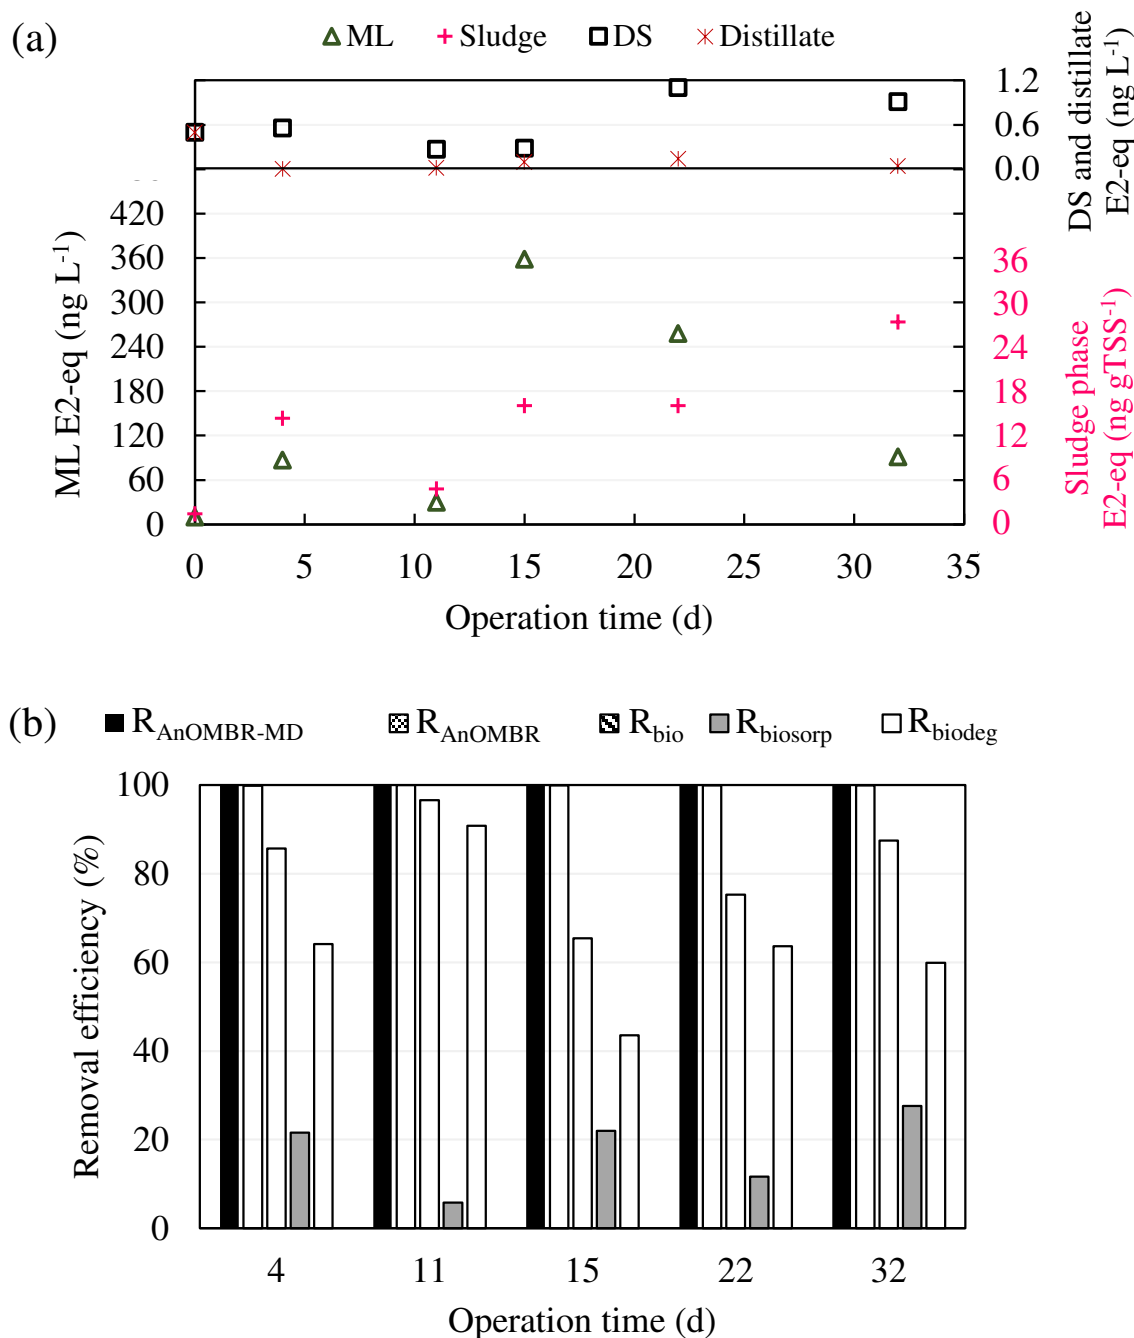 (a)
ML Sludge DS Distillate
1.2
0.6
0.0
DS and distillate
E2-eq (ng L-1)
420
360
300
240
180
120
60
0
ML E2-eq (ng L-1)
36
30
24
18
12
6
0
Sludge phase
E2-eq (ng gTSS-1)
0 5 10 15 20 25 30 35
Operation time (d)
(b)
RAnOMBR-MD RAnOMBR Rbio Rbiosorp Rbiodeg
100
80
60
40
20
0
Removal efficiency (%)
4 11 15 22 32
Operation time (d)